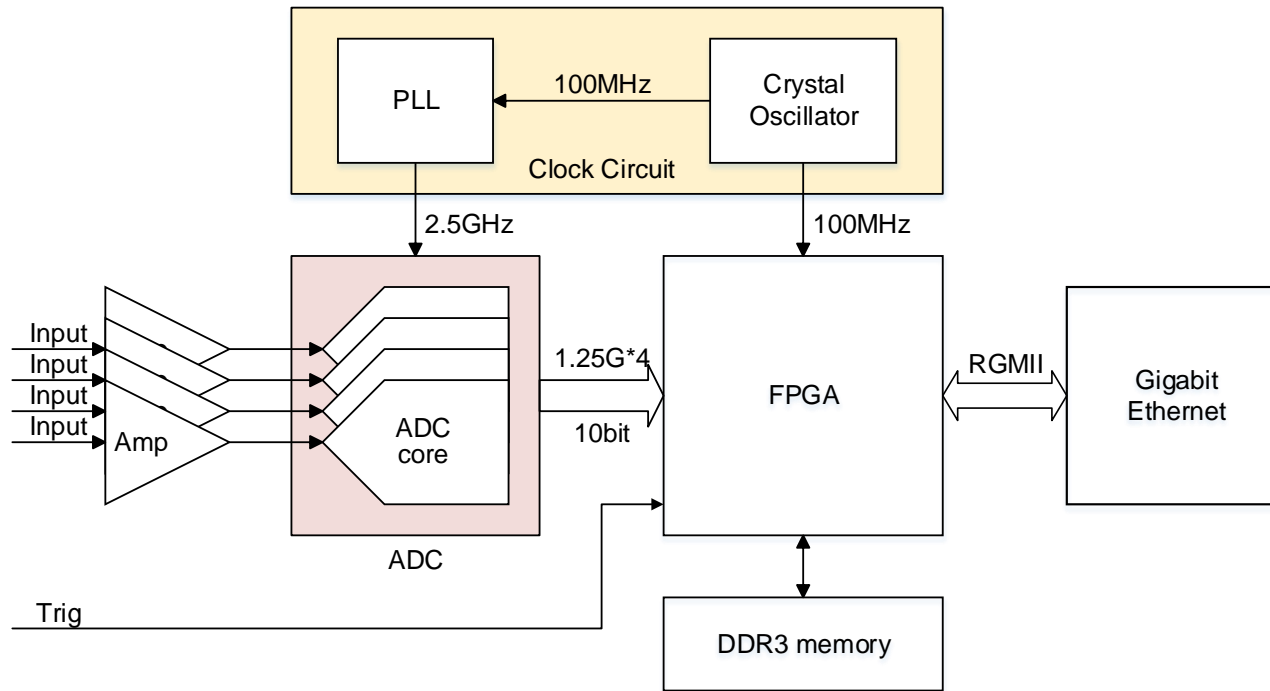 PLL
100MHz
Crystal
Oscillator
Clock Circuit
2.5GHz
100MHz
Input
Input
Input
Input
Amp
ADC
core
ADC
1.25G*4
10bit
FPGA
RGMII
Gigabit
Ethernet
Trig
DDR3 memory